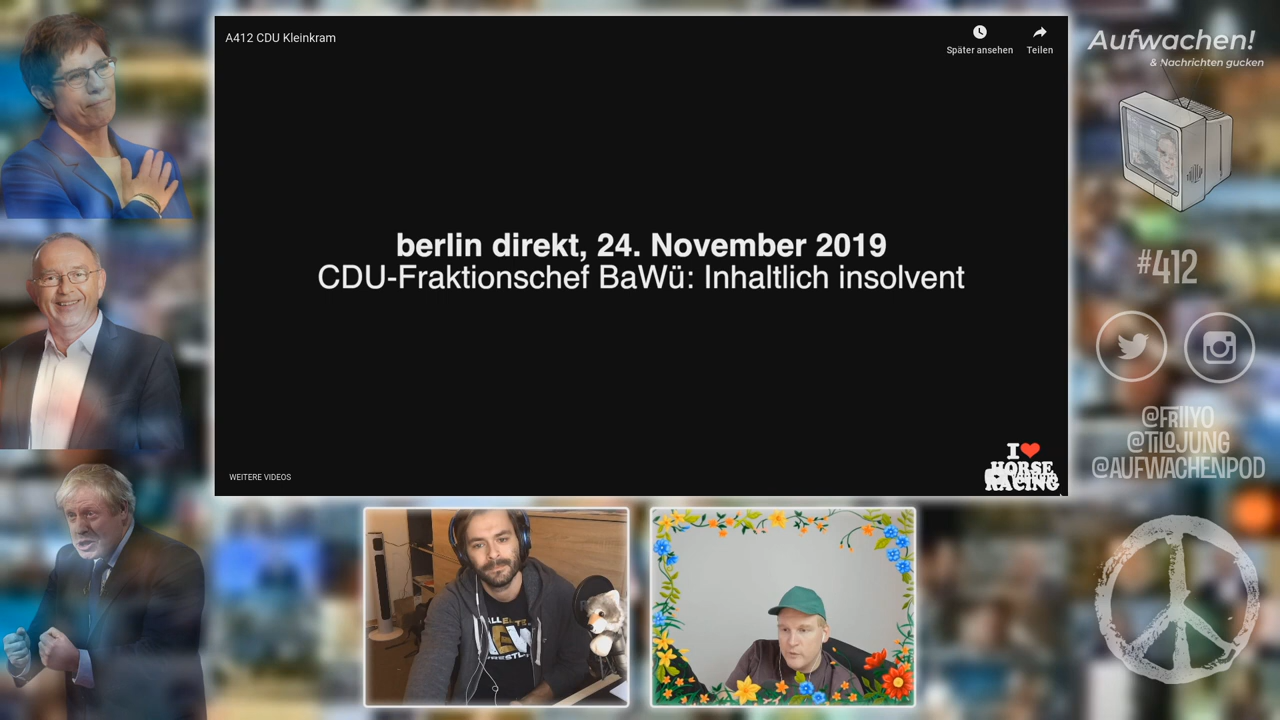 A412 CDU Kleinkram
Später ansehen
Teilen
Aufwachen!
& Nachrichten gucken
berlin direkt, 24. November 2019
CDU-Fraktionschef BaWü: Inhaltlich insolvent
#412
@FRIIYO
@TILOJUNG
@AUFWACHENPOD
WEITERE VIDEOS
I
HORSE
RACING